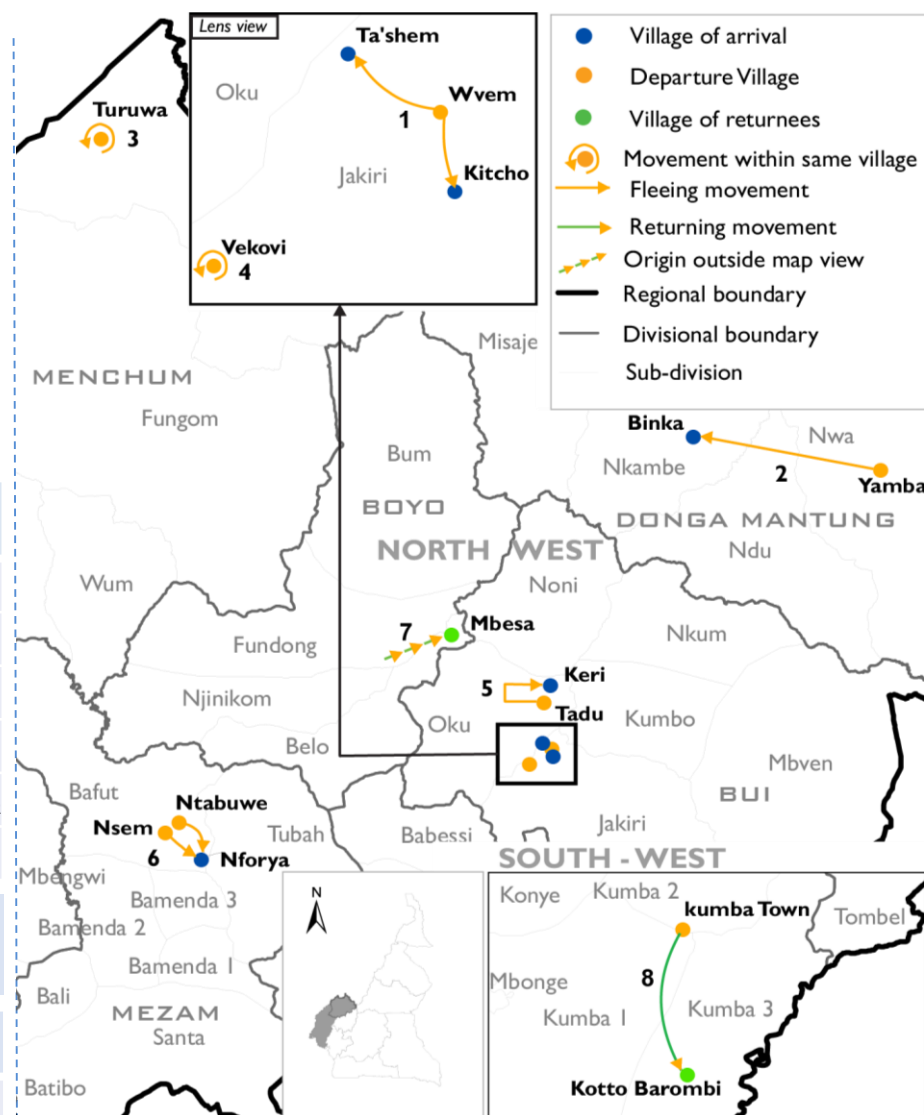 Lens view
Ta'shem
Oku
Wvem
1
Kitcho
Jakiri
Vekovi
4
Turuwa
3
Village of arrival
Departure Village
Village of returnees
Movement within same village
Fleeing movement
Returning movement
Origin outside map view
Regional boundary
Divisional boundary
Sub-division
Misaje
MENCHUM
Fungom
Binka
Nwa
Bum
Nkambe
2
Yamba
BOYO
DONGA MANTUNG
NORTH WEST
Ndu
Wum
Noni
Mbesa
7
Fundong
Nkum
Keri
5
Njinikom
Tadu
Oku
Kumbo
Belo
Mbven
Bafut
BUI
Ntabuwe
Nsem
Tubah
Babessi
Jakiri
6
Nforya
SOUTH - WEST
Mbengwi
Bamenda 3
Bamenda 2
Bamenda 1
Bali
MEZAM
Santa
Batibo
N
Konye
Kumba 2
kumba Town
Tombel
8
Mbonge
Kumba 1
Kumba 3
Kotto Barombi